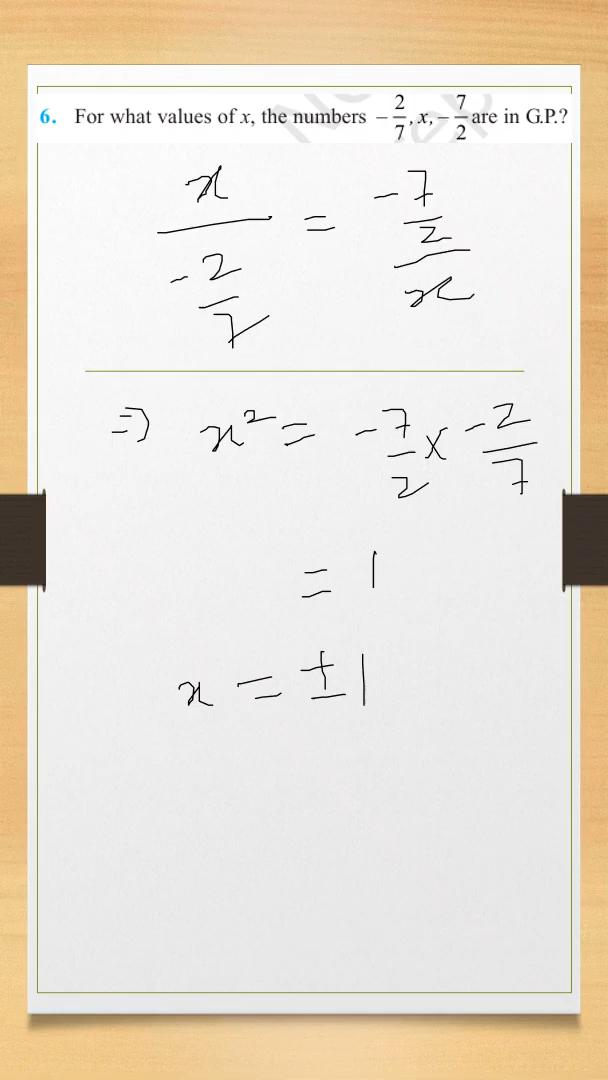 6. For what values of x, the numbers −2/7, x, −7/2 are in G.P.?
x/(-2/7) = (-7/2)/x
⇒ x² = -7/2 × -2/7
= 1
x = ±1